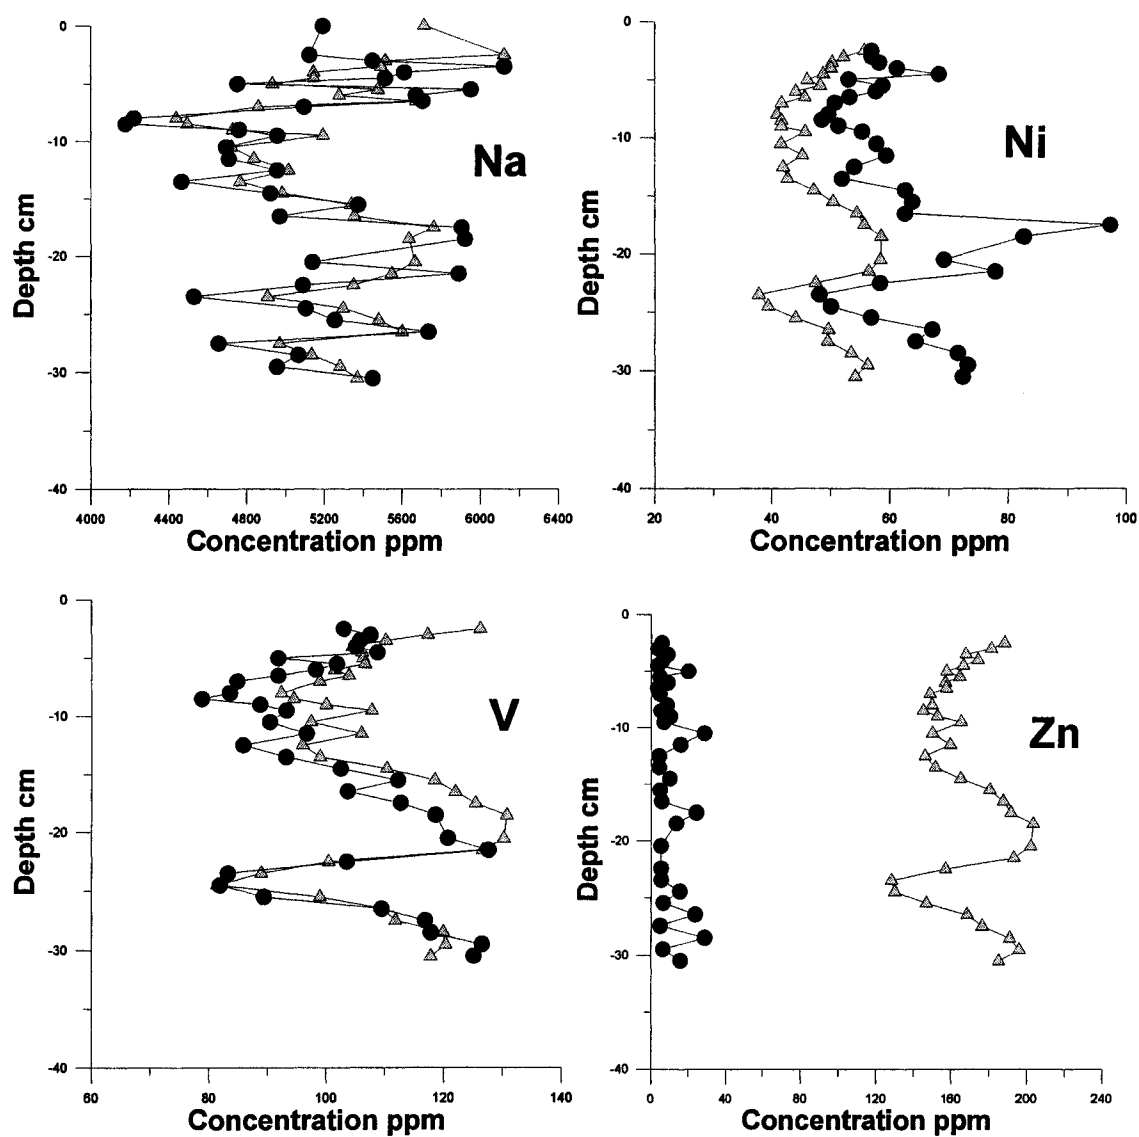 0
-10
-20
-30
-40
Depth cm
Na
4000 4400 4800 5200 5600 6000 6400
Concentration ppm
0
-10
-20
-30
-40
Depth cm
Ni
20 40 60 80 100
Concentration ppm
0
-10
-20
-30
-40
Depth cm
V
60 80 100 120 140
Concentration ppm
0
-10
-20
-30
-40
Depth cm
Zn
0 40 80 120 160 200 240
Concentration ppm